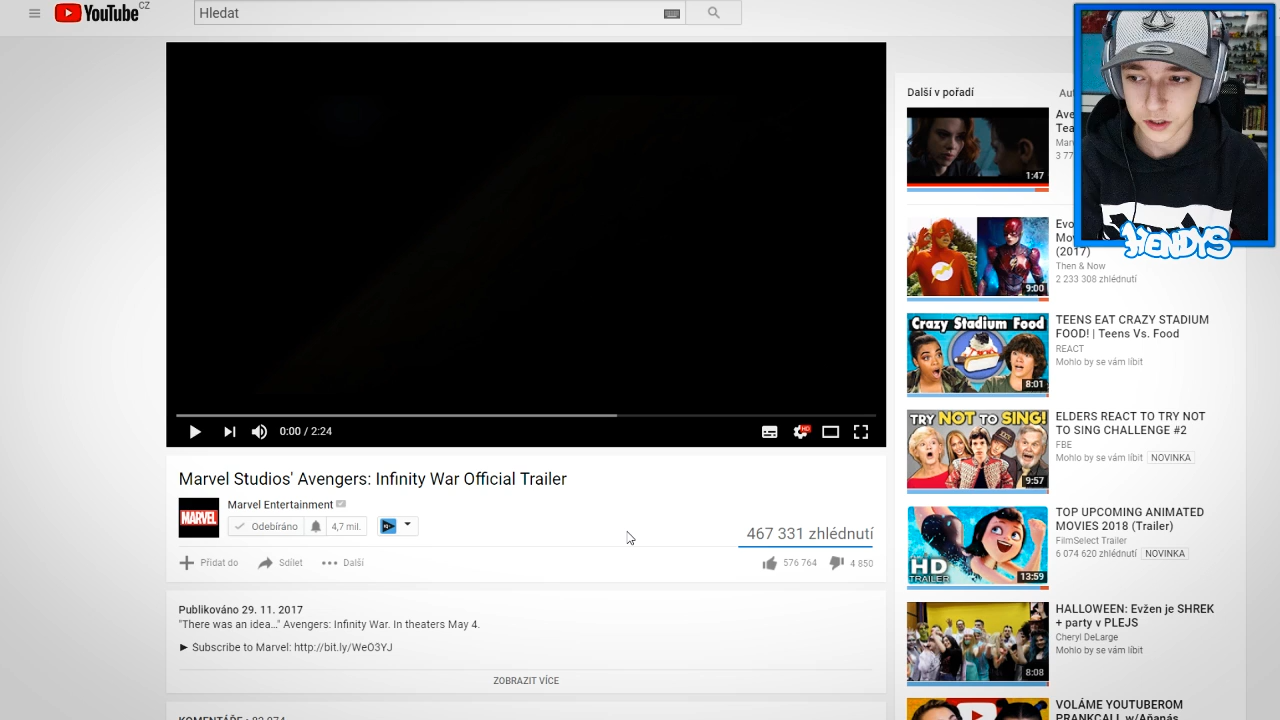 YouTube CZ
Hledat
0:00 / 2:24
Marvel Studios' Avengers: Infinity War Official Trailer
MARVEL
Marvel Entertainment
Odebíráno
4,7 mil.
467 331 zhlédnutí
Přidat do
Sdílet
Další
576 764
4 850
Publikováno 29. 11. 2017
"There was an idea…" Avengers: Infinity War. In theaters May 4.
► Subscribe to Marvel: http://bit.ly/WeO3YJ
ZOBRAZIT VÍCE
Další v pořadí
1:47
HENDYS
(2017)
Then & Now
2 233 308 zhlédnutí
9:00
Crazy Stadium Food
8:01
TEENS EAT CRAZY STADIUM
FOOD! | Teens Vs. Food
REACT
Mohlo by se vám líbit
TRY NOT TO SING!
9:57
ELDERS REACT TO TRY NOT
TO SING CHALLENGE #2
FBE
Mohlo by se vám líbit NOVINKA
HD
TRAILER
13:59
TOP UPCOMING ANIMATED
MOVIES 2018 (Trailer)
FilmSelect Trailer
6 074 620 zhlédnutí NOVINKA
8:08
HALLOWEEN: Evžen je SHREK
+ party v PLEJS
Cheryl DeLarge
Mohlo by se vám líbit
VOLÁME YOUTUBEROM
PRANKCALL w/Aňanás